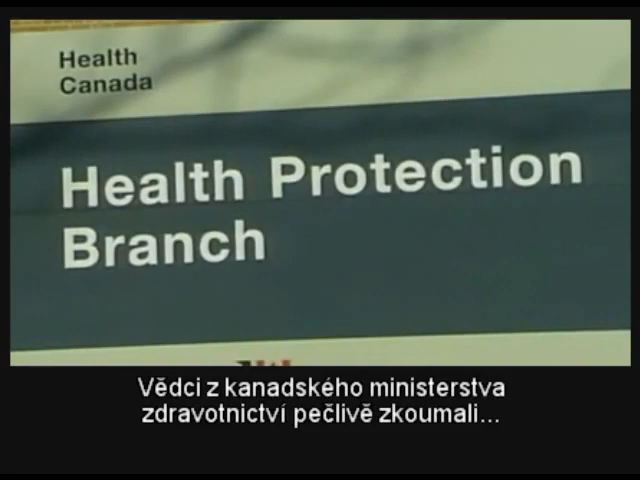 Health
Canada
Health Protection
Branch
Vědci z kanadského ministerstva
zdravotnictví pečlivě zkoumali...